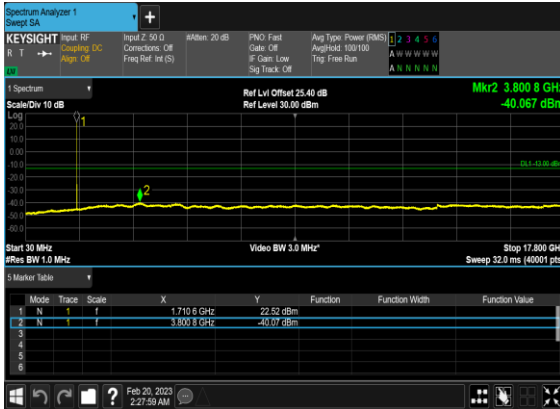 Spectrum Analyzer 1
Swept SA
+
KEYSIGHT Input: RF Input Z: 50 Ω #Atten: 20 dB PNO: Fast Avg Type: Power (RMS) 1 2 3 4 5 6
R T Coupling: DC Corrections: Off Gate: Off Avg|Hold: 100/100 A W W W W W
Align: Off Freq Ref: Int (S) IF Gain: Low Trig: Free Run
Sig Track: Off A N N N N N
1 Spectrum
Ref Lvl Offset 25.40 dB Mkr2 3.800 8 GHz
Scale/Div 10 dB Ref Level 30.00 dBm -40.067 dBm
Log
20.0
10.0
0.00
-10.0
-20.0
-30.0
-40.0
-50.0
-60.0
1
2
DL1 -13.00 dBm
Start 30 MHz Video BW 3.0 MHz* Stop 17.800 GHz
#Res BW 1.0 MHz Sweep 32.0 ms (40001 pts)
5 Marker Table
Mode Trace Scale X Y Function Function Width Function Value
1 N 1 f 1.710 6 GHz 22.52 dBm
2 N 1 f 3.800 8 GHz -40.07 dBm
3
4
5
6
? Feb 20, 2023
2:27:59 AM